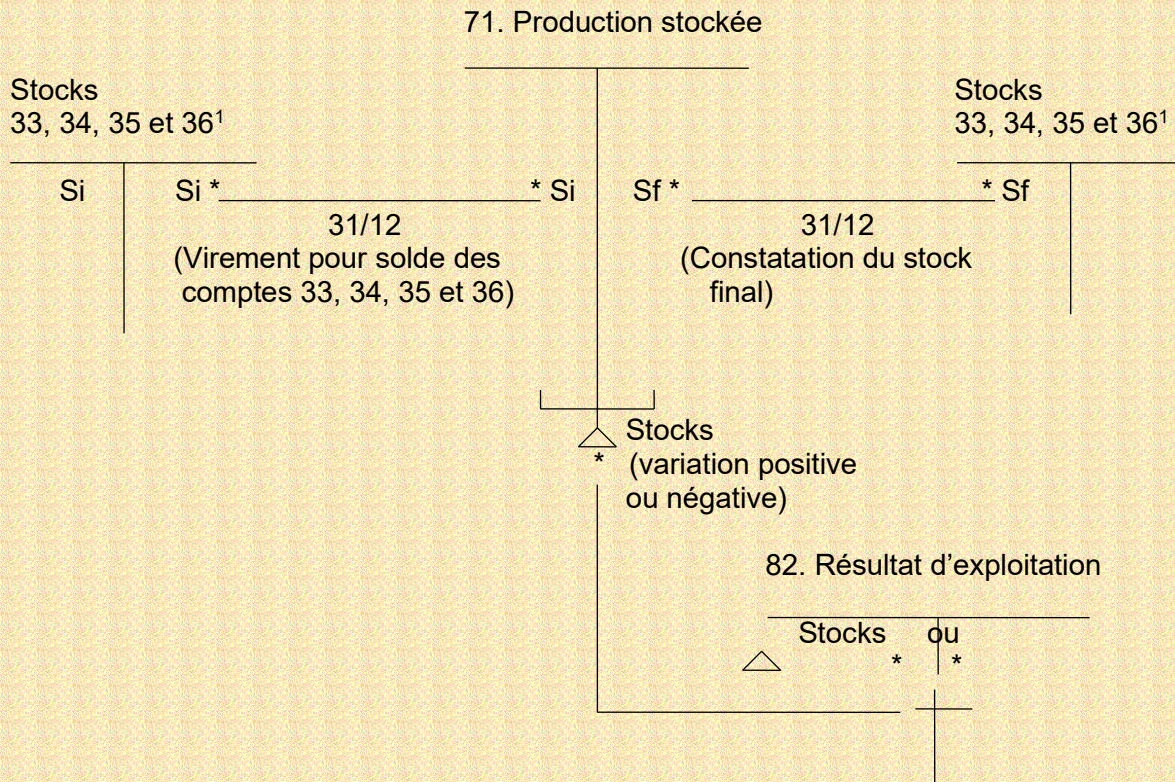 71. Production stockée
Stocks
33, 34, 35 et 36¹
Stocks
33, 34, 35 et 36¹
Si Si * * Si Sf * * Sf
31/12
(Virement pour solde des
comptes 33, 34, 35 et 36)
31/12
(Constatation du stock
final)
Stocks
* (variation positive
ou négative)
82. Résultat d’exploitation
Stocks ou
* *